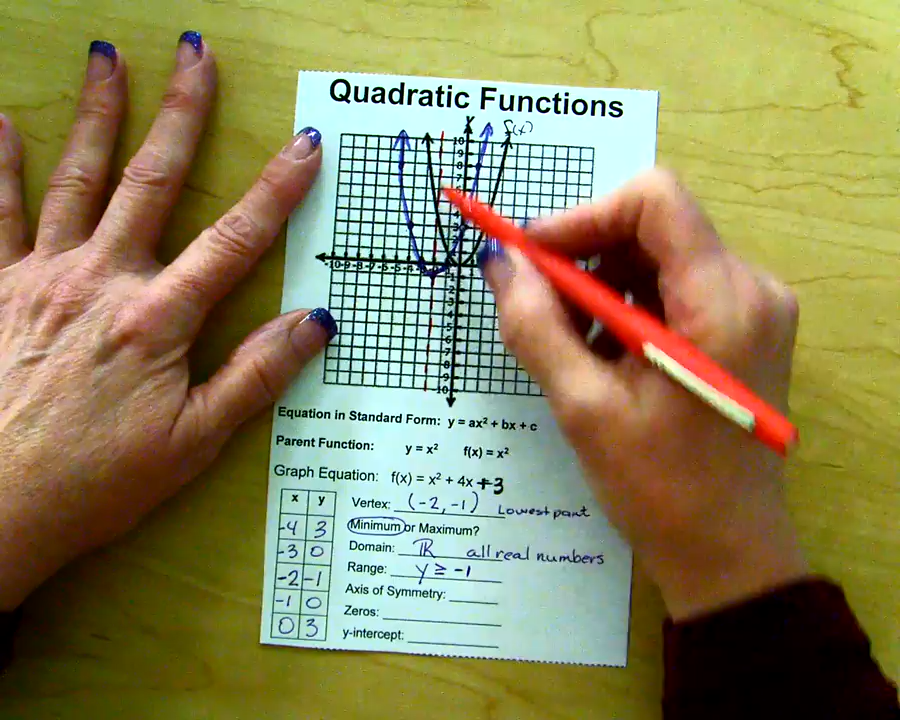 Quadratic Functions
f(x)
Equation in Standard Form: y = ax² + bx + c
Parent Function: y = x² f(x) = x²
Graph Equation: f(x) = x² + 4x +3
x y
-4 3
-3 0
-2 -1
-1 0
0 3
Vertex: (-2, -1) Lowest point
Minimum or Maximum?
Domain: ℝ all real numbers
Range: y ≥ -1
Axis of Symmetry:
Zeros:
y-intercept: